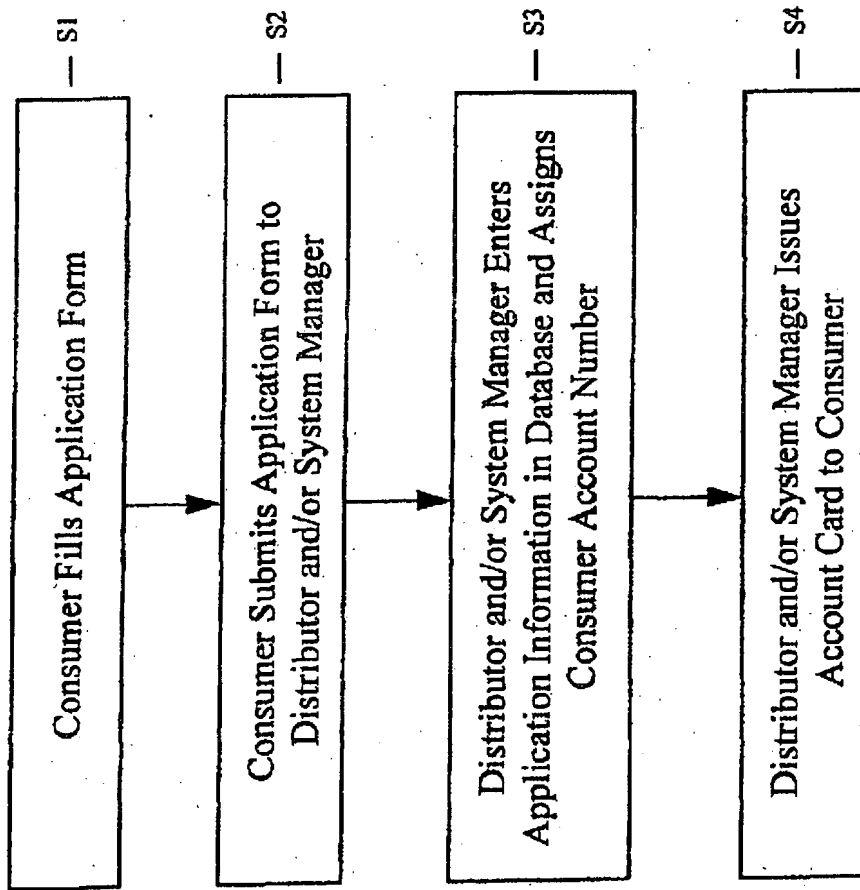 Consumer Fills Application Form
— S1
Consumer Submits Application Form to
Distributor and/or System Manager
— S2
Distributor and/or System Manager Enters
Application Information in Database and Assigns
Consumer Account Number
— S3
Distributor and/or System Manager Issues
Account Card to Consumer
— S4